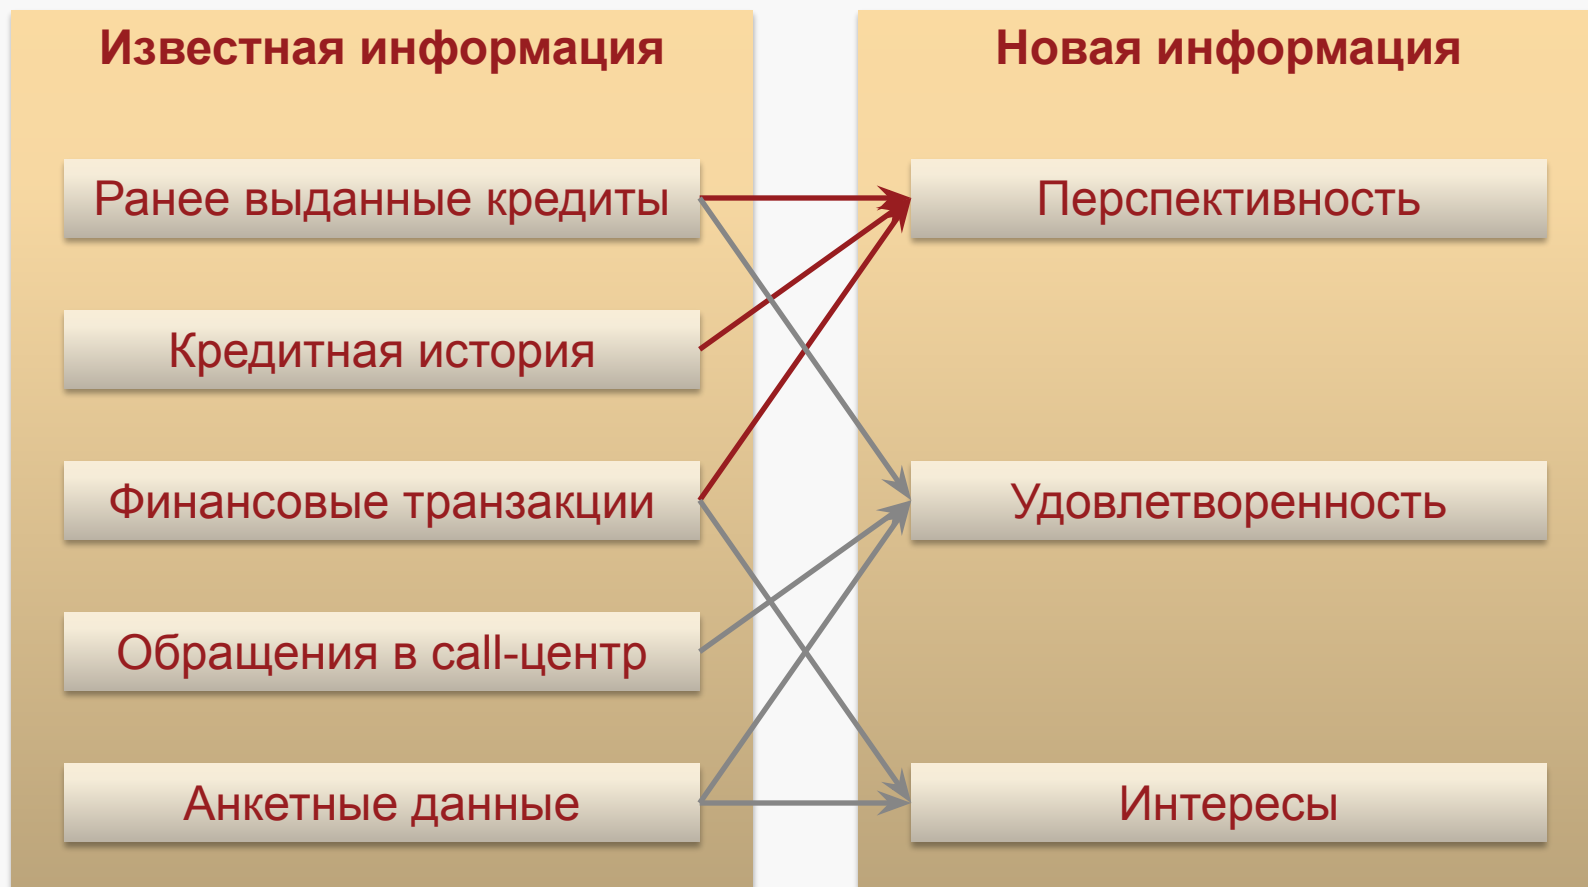 Известная информация
Ранее выданные кредиты
Кредитная история
Финансовые транзакции
Обращения в call-центр
Анкетные данные
Новая информация
Перспективность
Удовлетворенность
Интересы